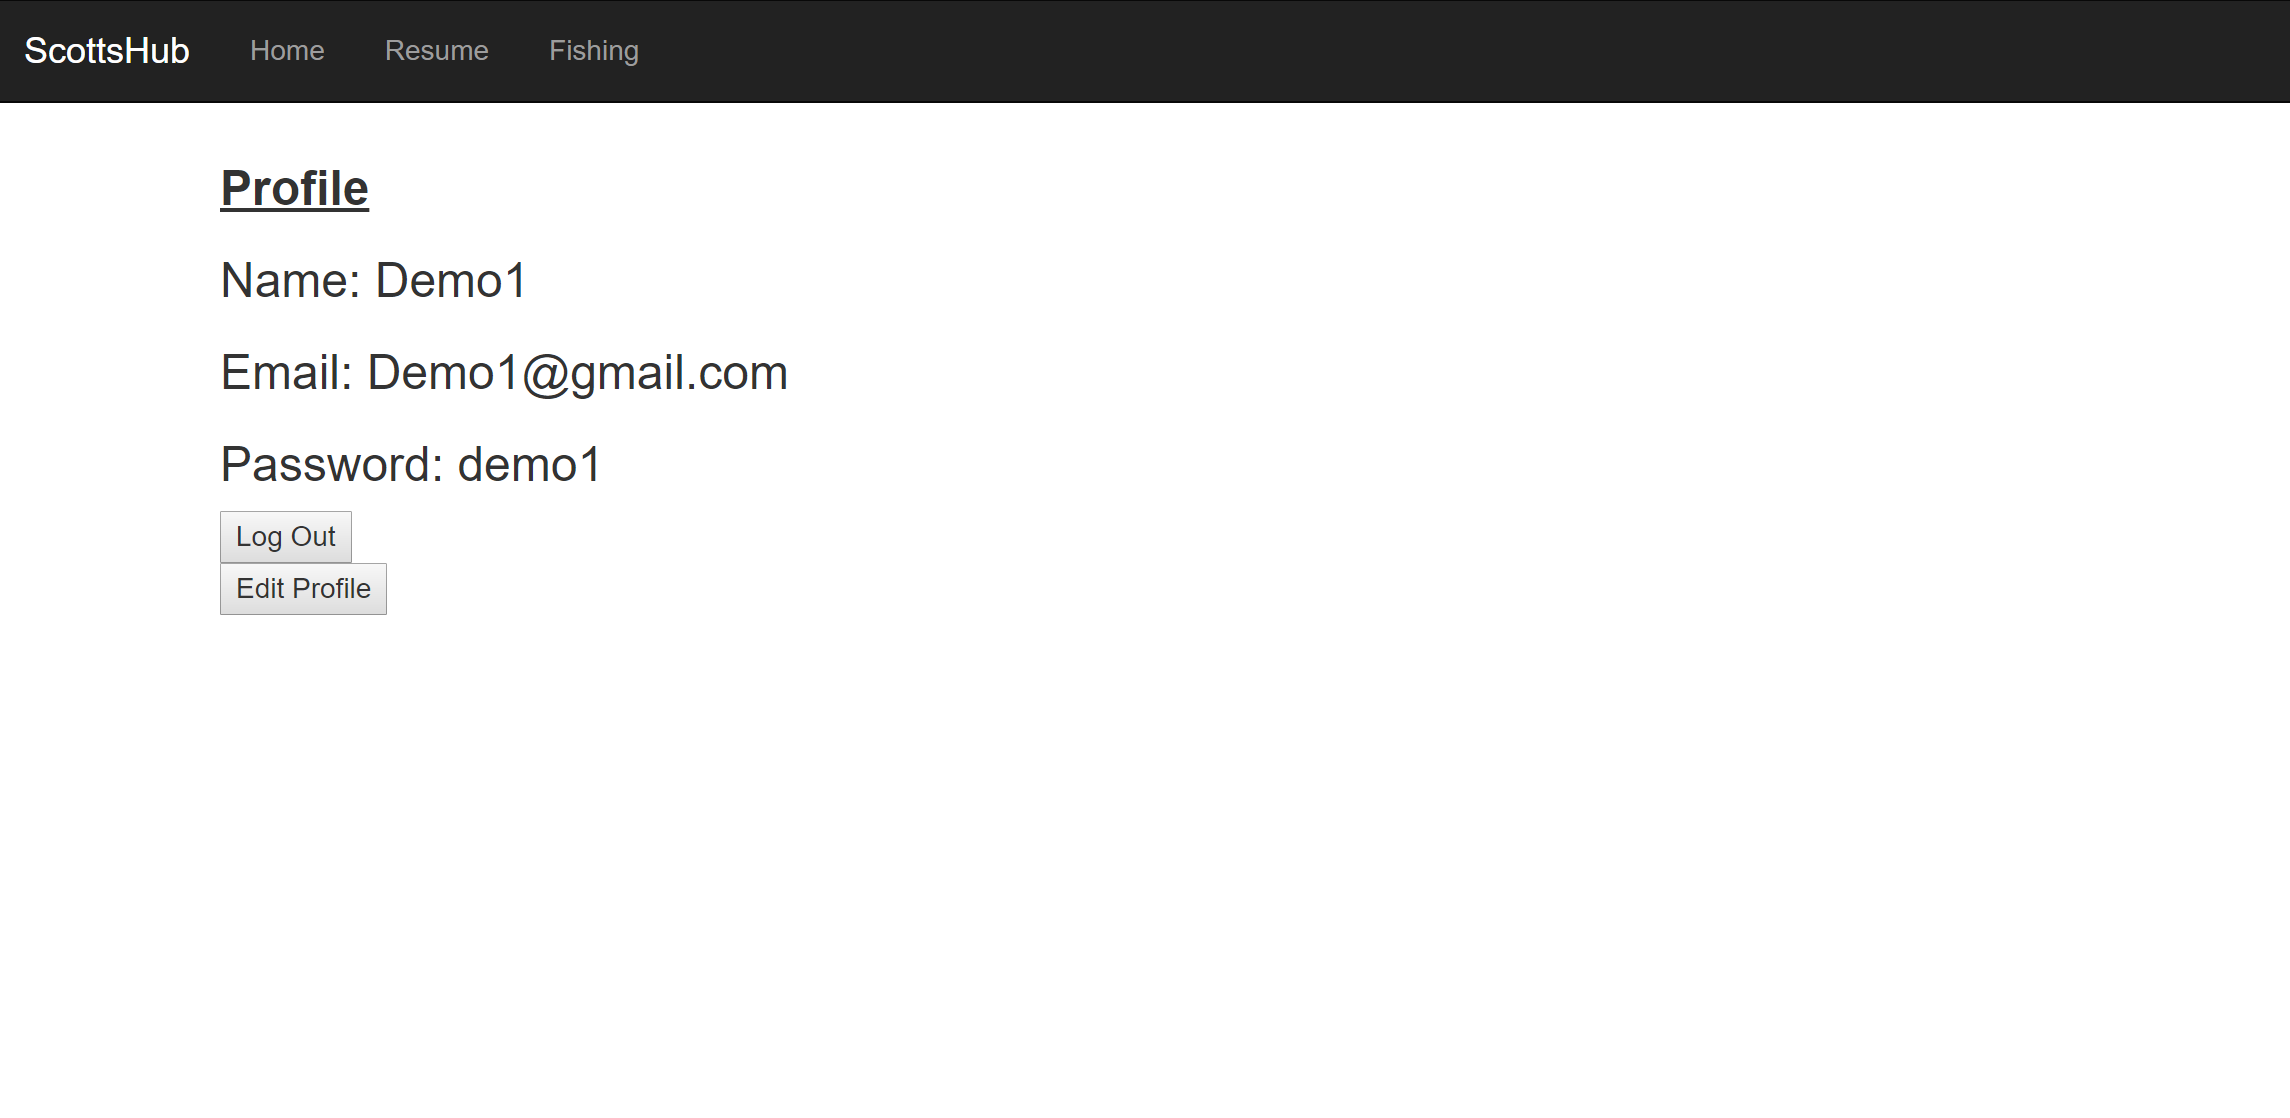 ScottsHub Home Resume Fishing
Profile
Name: Demo1
Email: Demo1@gmail.com
Password: demo1
Log Out
Edit Profile